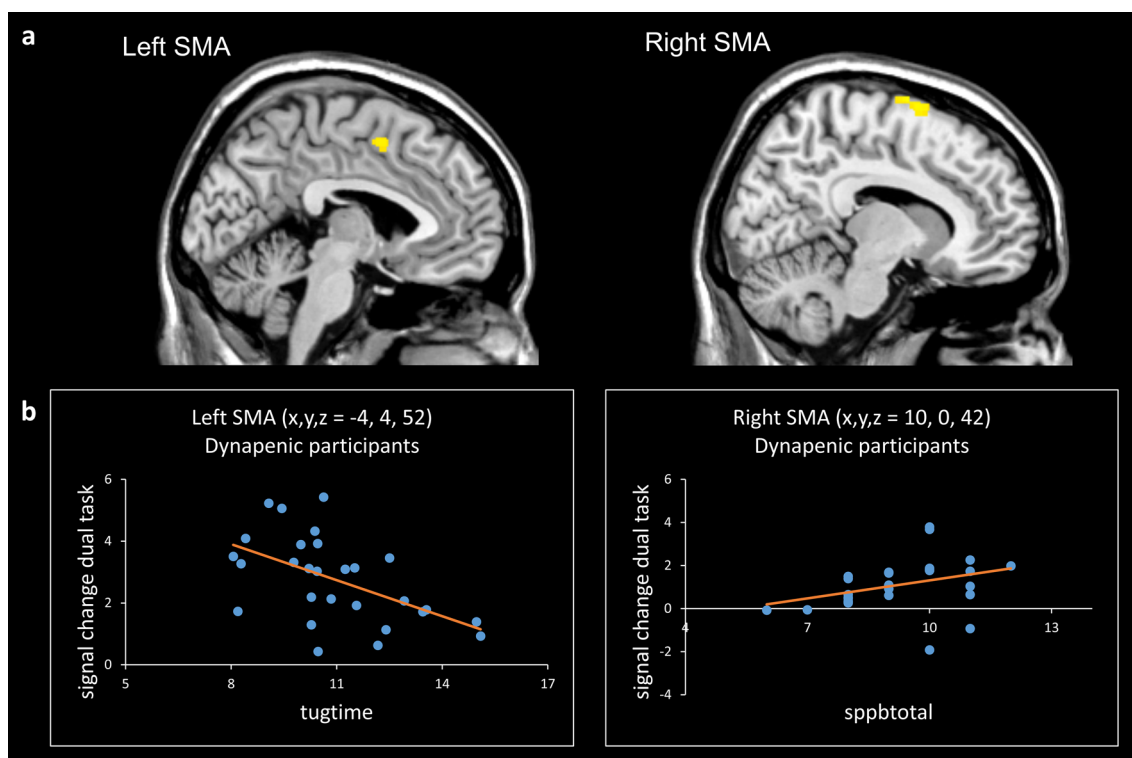 a
Left SMA
Right SMA
b
Left SMA (x,y,z = -4, 4, 52)
Dynapenic participants
signal change dual task
6
4
2
0
5
8
11
14
17
tugtime
Right SMA (x,y,z = 10, 0, 42)
Dynapenic participants
signal change dual task
6
4
2
0
-2
-4
4
7
10
13
sppbtotal